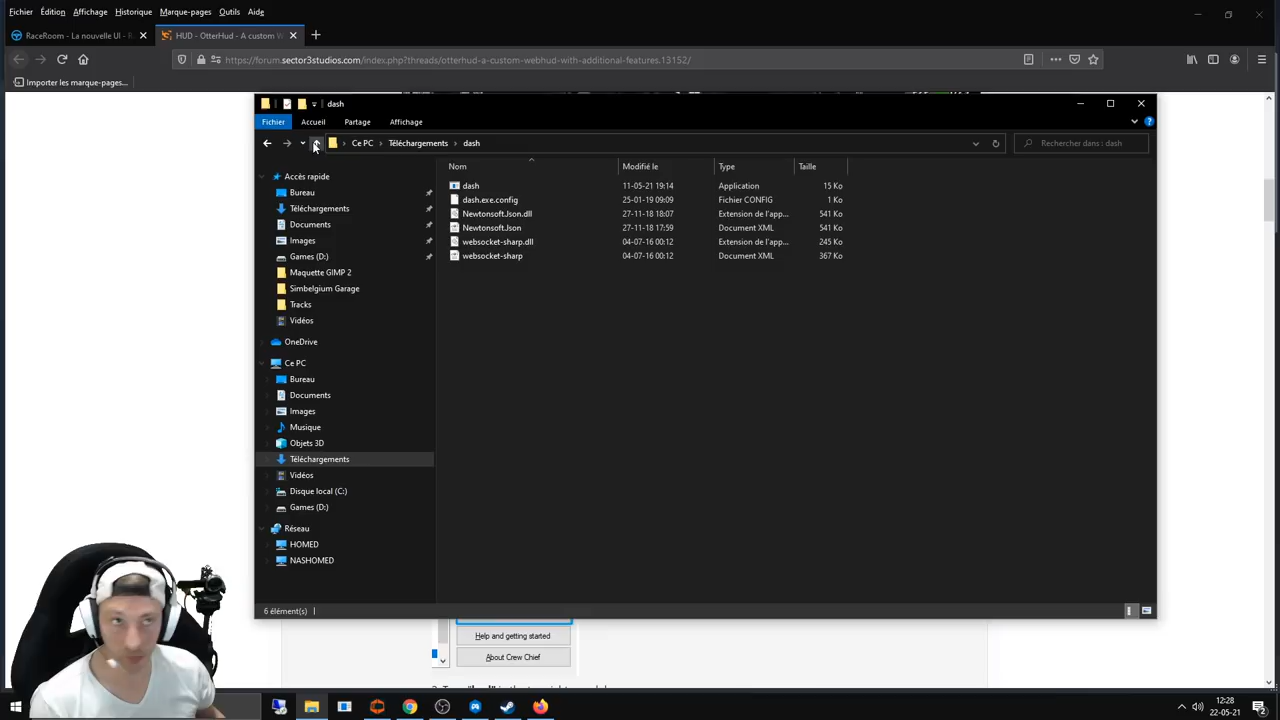 Fichier Édition Affichage Historique Marque-pages Outils Aide
RaceRoom - La nouvelle UI - R
HUD - OtterHud - A custom W
https://forum.sector3studios.com/index.php?threads/otterhud-a-custom-webhud-with-additional-features.13152/
Importer les marque-pages...
dash
Fichier Accueil Partage Affichage
Ce PC > Téléchargements > dash
Rechercher dans : dash
Nom Modifié le Type Taille
dash 11-05-21 19:14 Application 15 Ko
dash.exe.config 25-01-19 09:09 Fichier CONFIG 1 Ko
Newtonsoft.Json.dll 27-11-18 18:07 Extension de l'app... 541 Ko
Newtonsoft.Json 27-11-18 17:59 Document XML 541 Ko
websocket-sharp.dll 04-07-16 00:12 Extension de l'app... 245 Ko
websocket-sharp 04-07-16 00:12 Document XML 367 Ko
Accès rapide
Bureau
Téléchargements
Documents
Images
Games (D:)
Maquette GIMP 2
Simbelgium Garage
Tracks
Vidéos
OneDrive
Ce PC
Bureau
Documents
Images
Musique
Objets 3D
Téléchargements
Vidéos
Disque local (C:)
Games (D:)
Réseau
HOMED
NASHOMED
6 élément(s)
Help and getting started
About Crew Chief
12:28
22-05-21
2